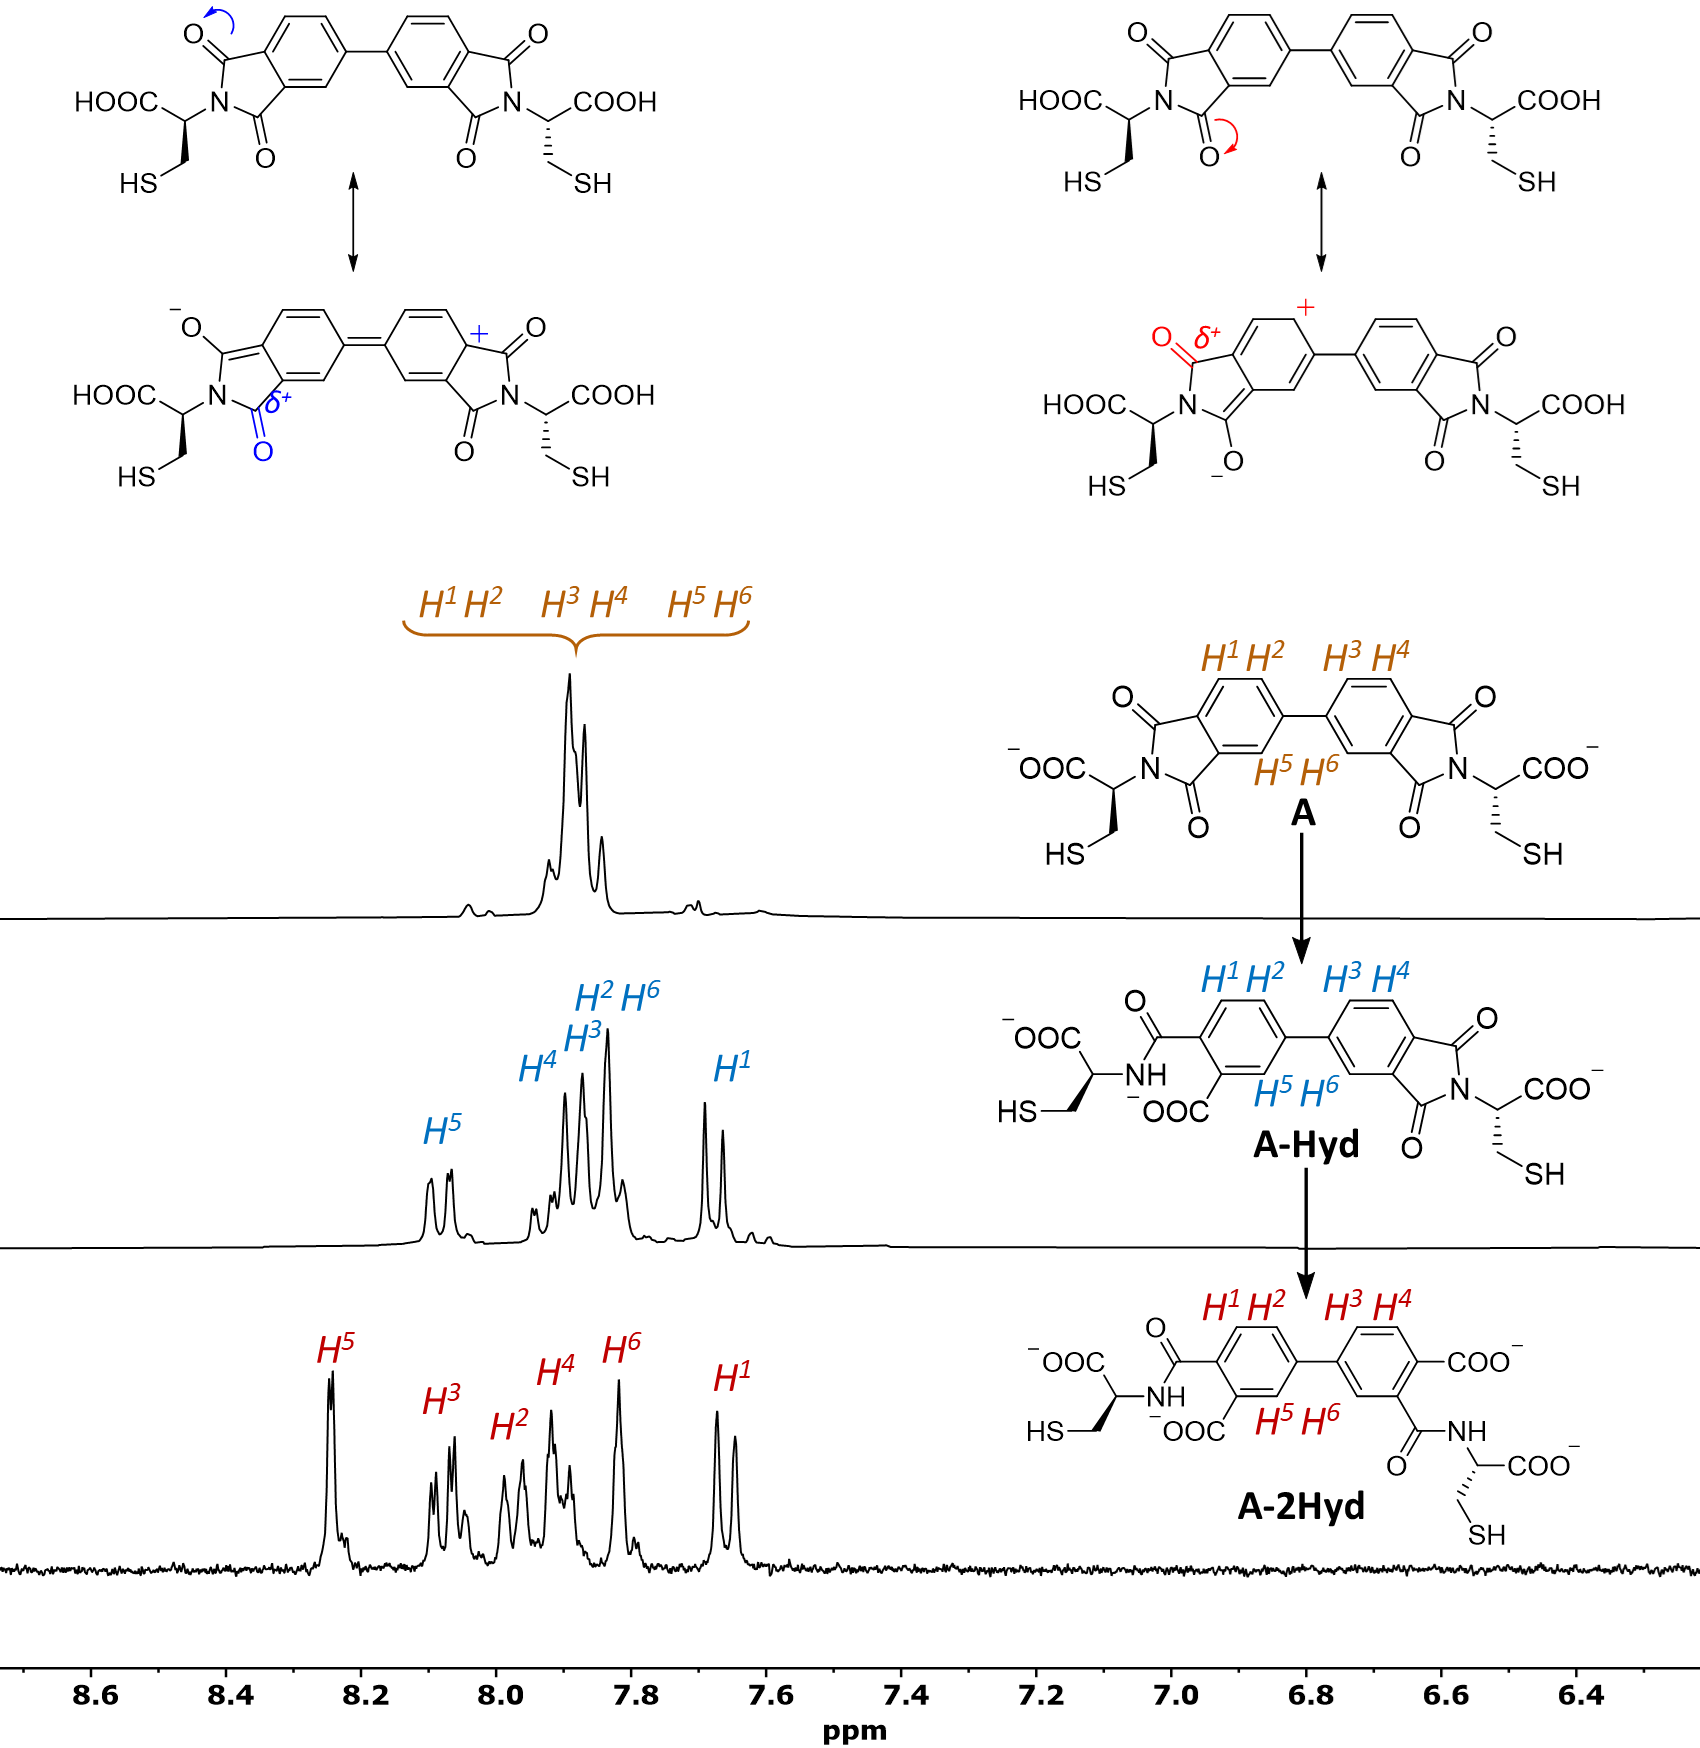 O O O O
HOOC N N COOH HOOC N N COOH
O O O O
HS SH HS SH
−O + O + O δ+ O
HOOC N δ+ N COOH HOOC N N COOH
O O −O O
HS SH HS SH
H1 H2 H3 H4 H5 H6
H1 H2 H3 H4
O O
−OOC N H5 H6 N COO−
O A O
HS SH
H1 H2 H3 H4
H2 H6
O O
−OOC H3
H4 H1 NH −OOC H5 H6 N COO−
HS O
H5 A-Hyd
SH
H1 H2 H3 H4
H5 H6 O
−OOC COO−
H3 H4 H1 NH
H2 HS −OOC H5 H6 NH
O COO−
A-2Hyd
SH
8.6 8.4 8.2 8.0 7.8 7.6 7.4 7.2 7.0 6.8 6.6 6.4
ppm